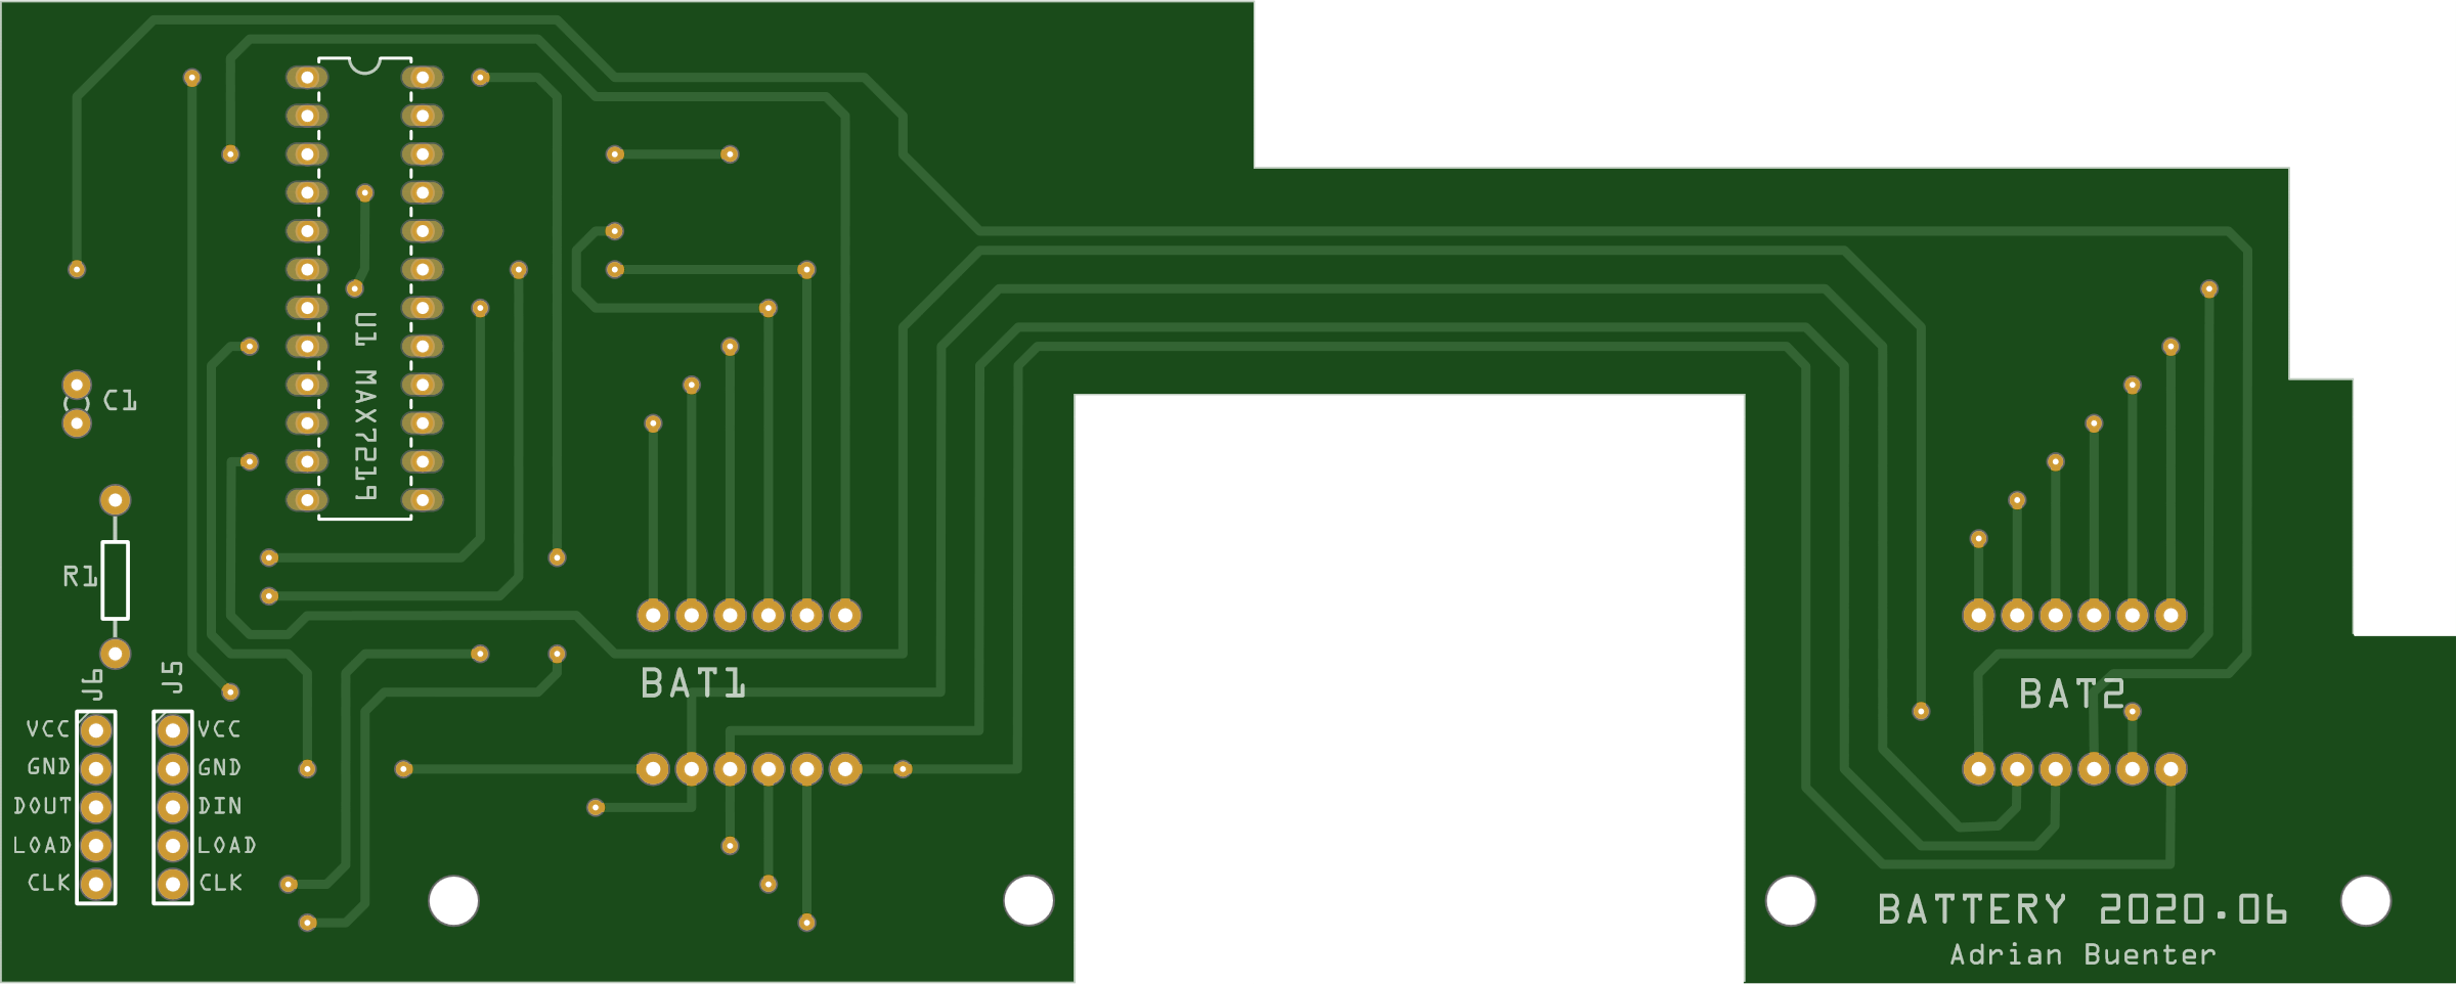 U1 MAX7219
C1
R1
J6
J5
BAT1
BAT2
VCC
VCC
GND
GND
DOUT
DIN
LOAD
LOAD
CLK
CLK
BATTERY 2020.06
Adrian Buenter